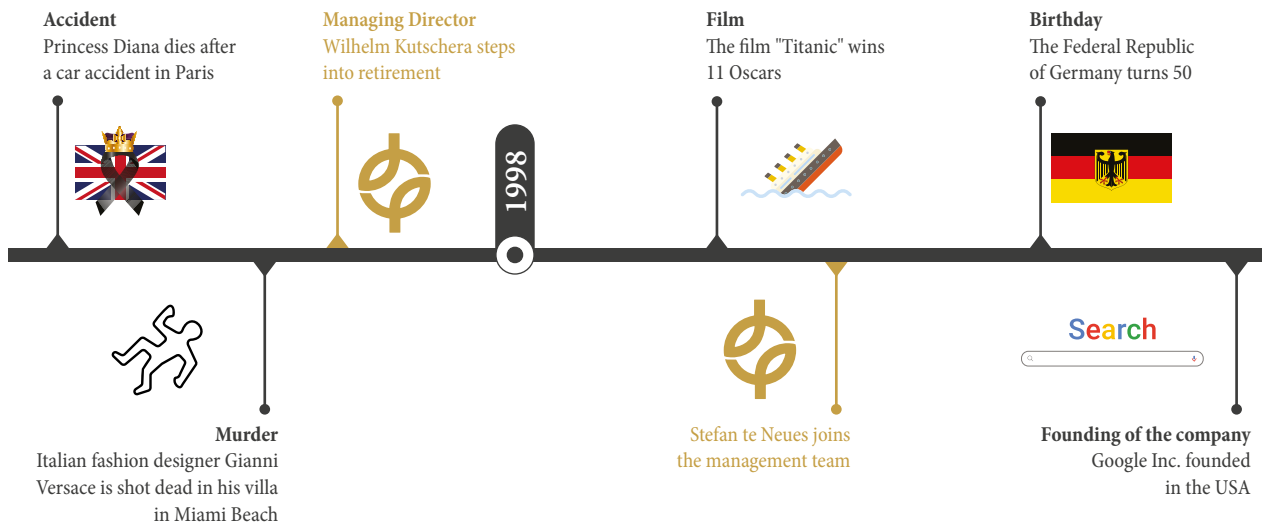 Accident
Princess Diana dies after
a car accident in Paris
Managing Director
Wilhelm Kutschera steps
into retirement
Film
The film "Titanic" wins
11 Oscars
Birthday
The Federal Republic
of Germany turns 50
1998
Search
Murder
Italian fashion designer Gianni
Versace is shot dead in his villa
in Miami Beach
Stefan te Neues joins
the management team
Founding of the company
Google Inc. founded
in the USA